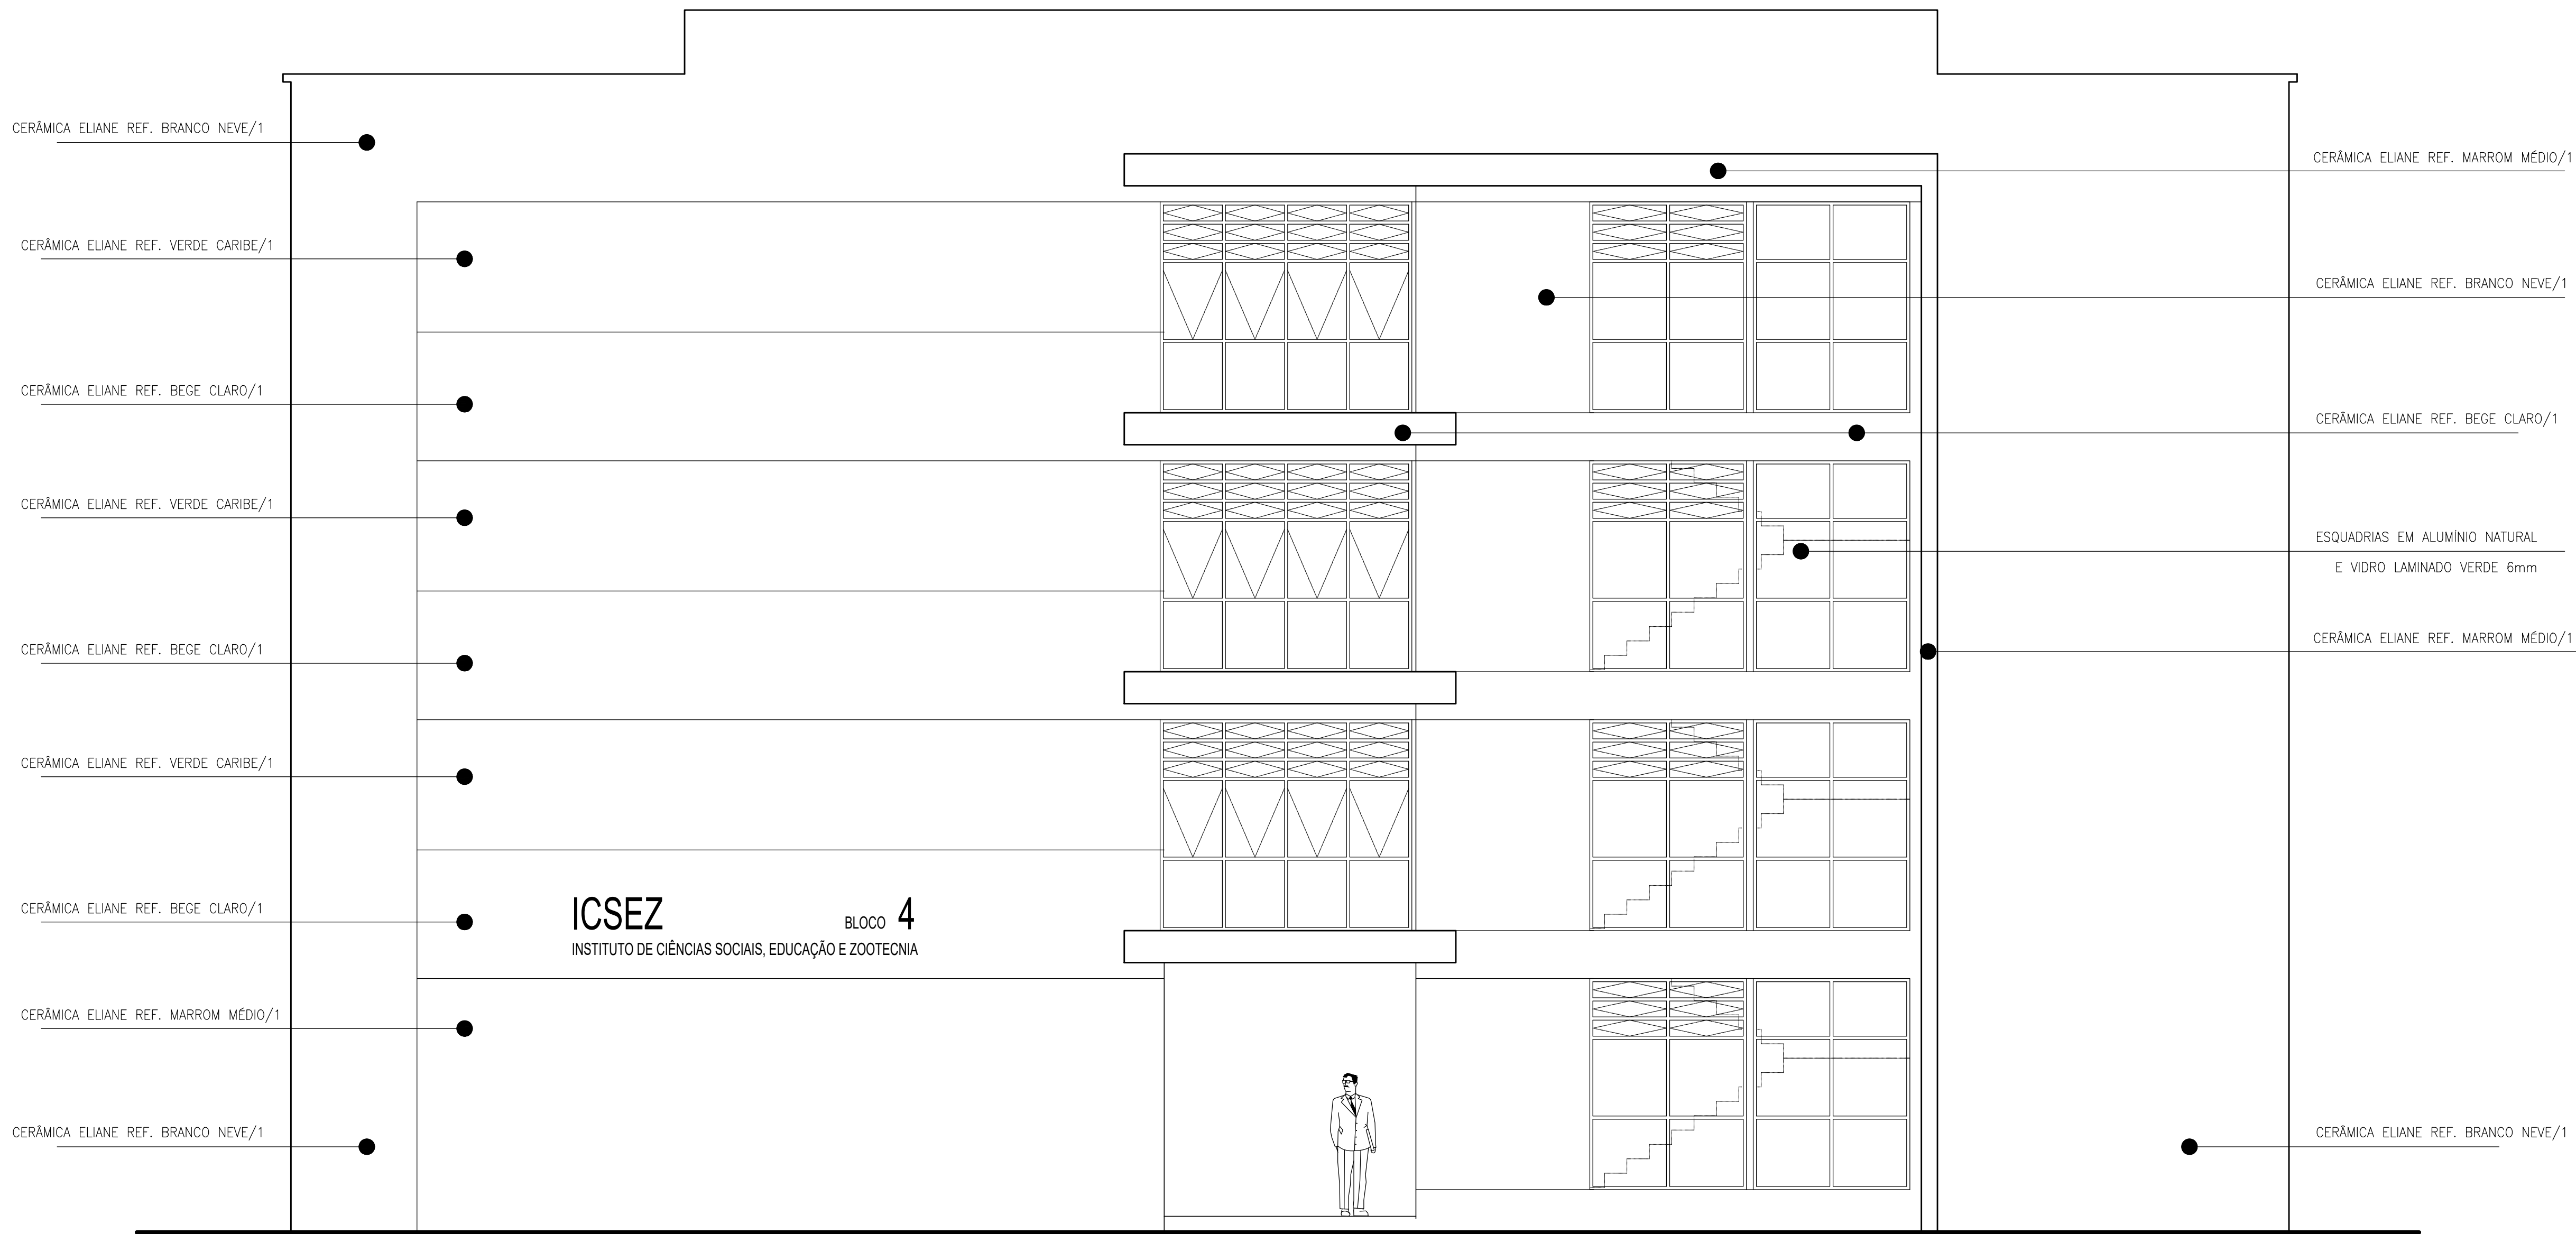 CERÂMICA ELIANE REF. BRANCO NEVE/1
CERÂMICA ELIANE REF. VERDE CARIBE/1
CERÂMICA ELIANE REF. BEGE CLARO/1
CERÂMICA ELIANE REF. VERDE CARIBE/1
CERÂMICA ELIANE REF. BEGE CLARO/1
CERÂMICA ELIANE REF. VERDE CARIBE/1
CERÂMICA ELIANE REF. BEGE CLARO/1
CERÂMICA ELIANE REF. MARROM MÉDIO/1
CERÂMICA ELIANE REF. BRANCO NEVE/1
ICSEZ BLOCO 4
INSTITUTO DE CIÊNCIAS SOCIAIS, EDUCAÇÃO E ZOOTECNIA
CERÂMICA ELIANE REF. MARROM MÉDIO/1
CERÂMICA ELIANE REF. BRANCO NEVE/1
CERÂMICA ELIANE REF. BEGE CLARO/1
ESQUADRIAS EM ALUMÍNIO NATURAL
E VIDRO LAMINADO VERDE 6mm
CERÂMICA ELIANE REF. MARROM MÉDIO/1
CERÂMICA ELIANE REF. BRANCO NEVE/1